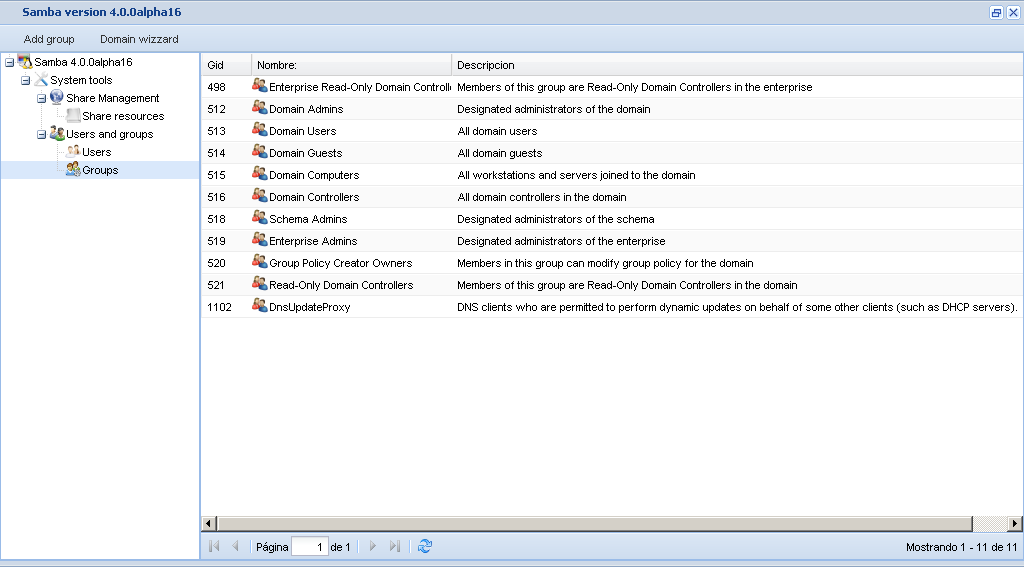 Samba version 4.0.0alpha16
Add group Domain wizzard
Samba 4.0.0alpha16
System tools
Share Management
Share resources
Users and groups
Users
Groups
Gid Nombre: Descripcion
498 Enterprise Read-Only Domain Controll Members of this group are Read-Only Domain Controllers in the enterprise
512 Domain Admins Designated administrators of the domain
513 Domain Users All domain users
514 Domain Guests All domain guests
515 Domain Computers All workstations and servers joined to the domain
516 Domain Controllers All domain controllers in the domain
518 Schema Admins Designated administrators of the schema
519 Enterprise Admins Designated administrators of the enterprise
520 Group Policy Creator Owners Members in this group can modify group policy for the domain
521 Read-Only Domain Controllers Members of this group are Read-Only Domain Controllers in the domain
1102 DnsUpdateProxy DNS clients who are permitted to perform dynamic updates on behalf of some other clients (such as DHCP servers).
Página 1 de 1 Mostrando 1 - 11 de 11